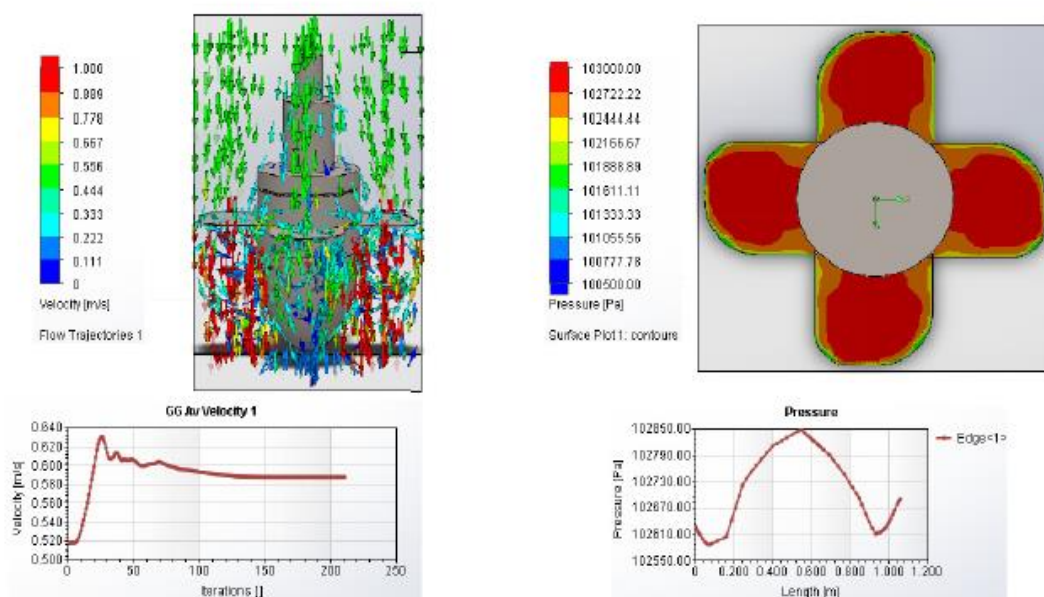 1.000
0.889
0.778
0.667
0.556
0.444
0.333
0.222
0.111
0
Velocity [m/s]
Flow Trajectories 1
103000.00
102722.22
102444.44
102166.67
101888.89
101611.11
101333.33
101055.56
100777.78
100500.00
Pressure [Pa]
Surface Plot1: contours
GG Av Velocity 1
Velocity [m/s]
0.640
0.620
0.600
0.580
0.560
0.540
0.520
0.500
0 50 100 150 200 250
Iterations []
Pressure
Pressure [Pa]
102850.00
102790.00
102730.00
102670.00
102610.00
102550.00
0 0.200 0.400 0.600 0.800 1.000 1.200
Length [m]
Edge<1>